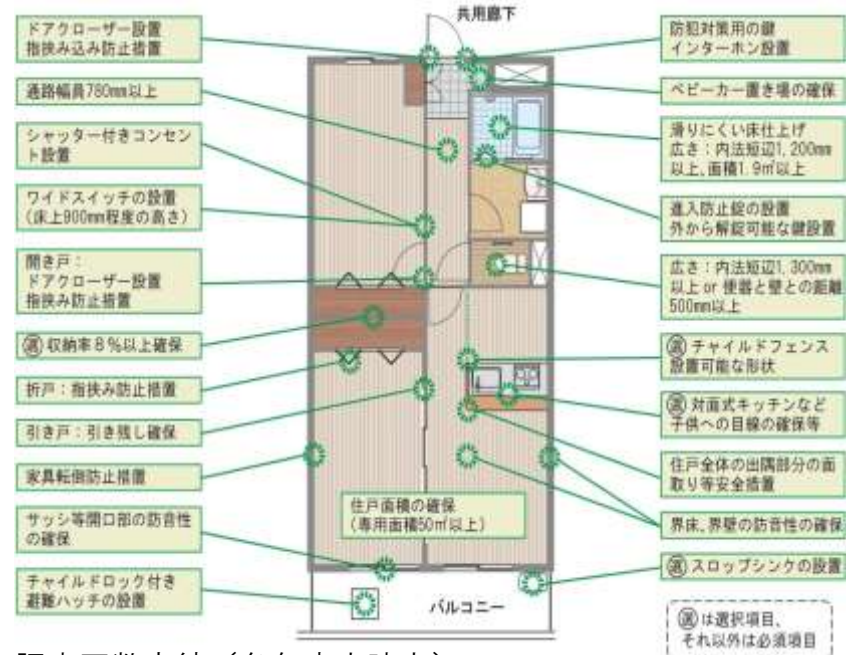 共用廊下
ドアクローザー設置
指挟み込み防止措置
通路幅員780mm以上
シャッター付きコンセン
ト設置
ワイドスイッチの設置
(床上900mm程度の高さ)
開き戸:
ドアクローザー設置
指挟み防止措置
選 収納率8%以上確保
折戸:指挟み防止措置
引き戸:引き残し確保
家具転倒防止措置
サッシ等開口部の防音性
の確保
チャイルドロック付き
避難ハッチの設置
住戸面積の確保
(専用面積50㎡以上)
バルコニー
防犯対策用の鍵
インターホン設置
ベビーカー置き場の確保
滑りにくい床仕上げ
広さ:内法短辺1,200mm
以上、面積1.9㎡以上
進入防止錠の設置
外から解錠可能な鍵設置
広さ:内法短辺1,300mm
以上 or 便器と壁との距離
500mm以上
選 チャイルドフェンス
設置可能な形状
選 対面式キッチンなど
子供への目線の確保等
住戸全体の出隅部分の面
取り等安全措置
界床、界壁の防音性の確保
選 スロップシンクの設置
選は選択項目、
それ以外は必須項目